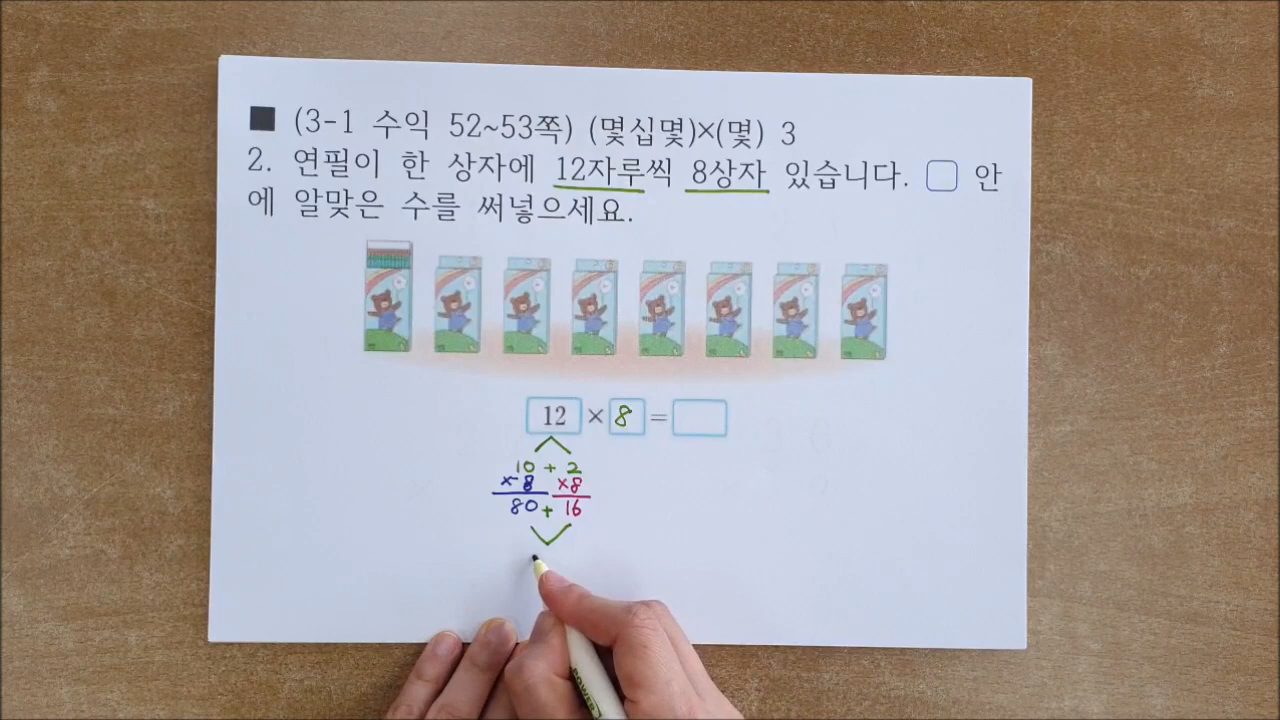 ■ (3-1 수익 52~53쪽) (몇십몇)×(몇) 3
2. 연필이 한 상자에 12자루씩 8상자 있습니다. □ 안
에 알맞은 수를 써넣으세요.
12 × 8 =
10 + 2
×8 ×8
80 + 16
POWER